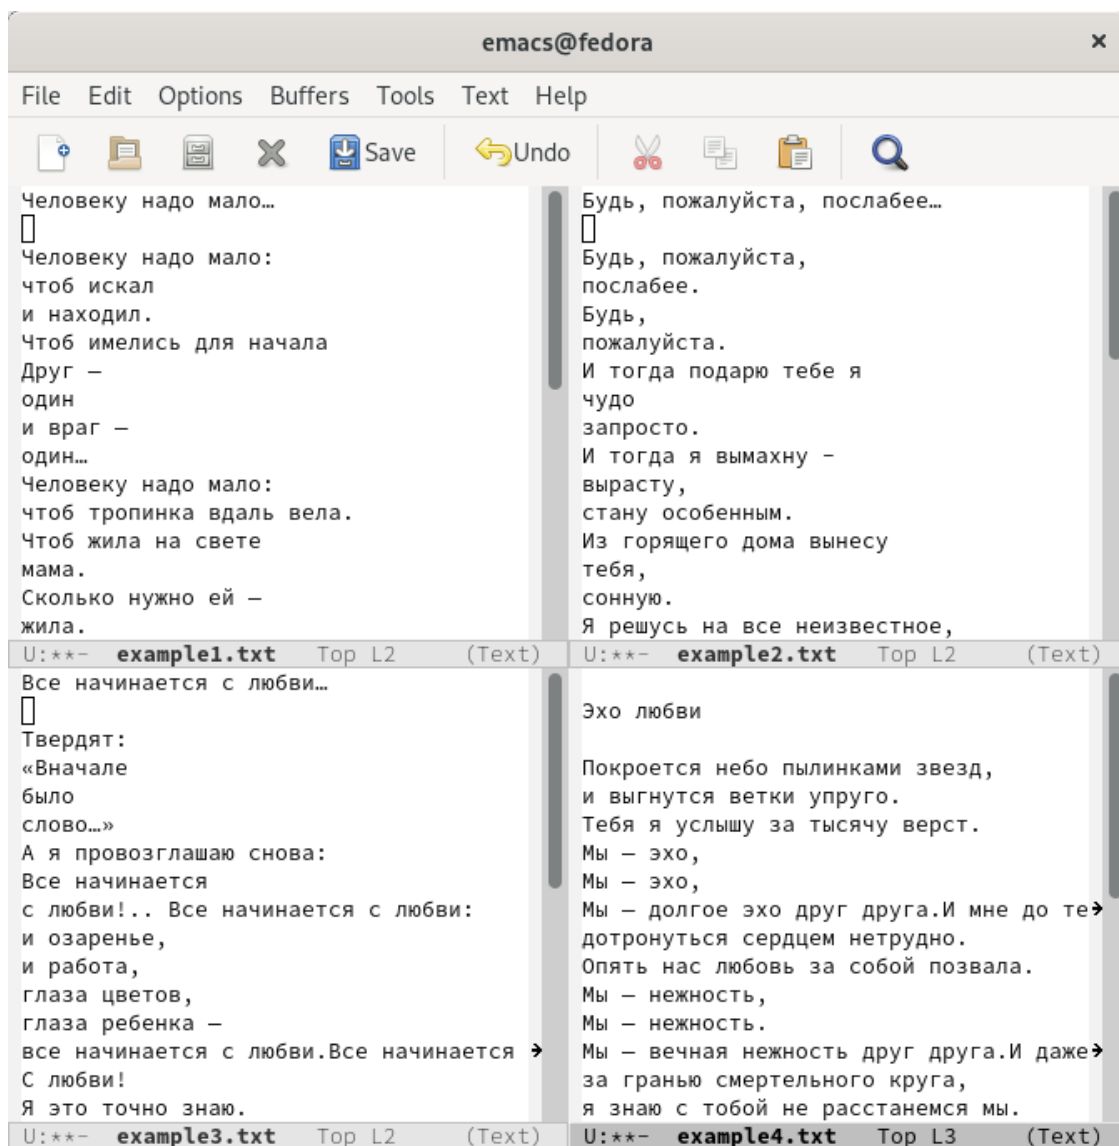 emacs@fedora ×
File Edit Options Buffers Tools Text Help
Save Undo
Человеку надо мало…
Человеку надо мало:
чтоб искал
и находил.
Чтоб имелись для начала
Друг —
один
и враг —
один…
Человеку надо мало:
чтоб тропинка вдаль вела.
Чтоб жила на свете
мама.
Сколько нужно ей —
жила.
U:**- example1.txt Top L2 (Text)
Будь, пожалуйста, послабее…
Будь, пожалуйста,
послабее.
Будь,
пожалуйста.
И тогда подарю тебе я
чудо
запросто.
И тогда я вымахну –
вырасту,
стану особенным.
Из горящего дома вынесу
тебя,
сонную.
Я решусь на все неизвестное,
U:**- example2.txt Top L2 (Text)
Все начинается с любви…
Твердят:
«Вначале
было
слово…»
А я провозглашаю снова:
Все начинается
с любви!.. Все начинается с любви:
и озаренье,
и работа,
глаза цветов,
глаза ребенка —
все начинается с любви.Все начинается
С любви!
Я это точно знаю.
U:**- example3.txt Top L2 (Text)
Эхо любви
Покроется небо пылинками звезд,
и выгнутся ветки упруго.
Тебя я услышу за тысячу верст.
Мы — эхо,
Мы — эхо,
Мы — долгое эхо друг друга.И мне до те
дотронуться сердцем нетрудно.
Опять нас любовь за собой позвала.
Мы — нежность,
Мы — нежность.
Мы — вечная нежность друг друга.И даже
за гранью смертельного круга,
я знаю с тобой не расстанемся мы.
U:**- example4.txt Top L3 (Text)